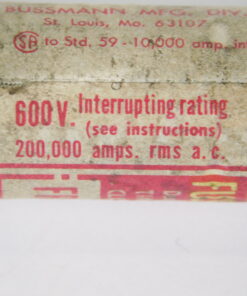 BUSSMANN MFG. DIV
St. Louis, Mo. 63107
SA to Std. 59-10,000 amp. in
600 V. Interrupting rating
(see instructions)
200,000 amps. rms a.c.